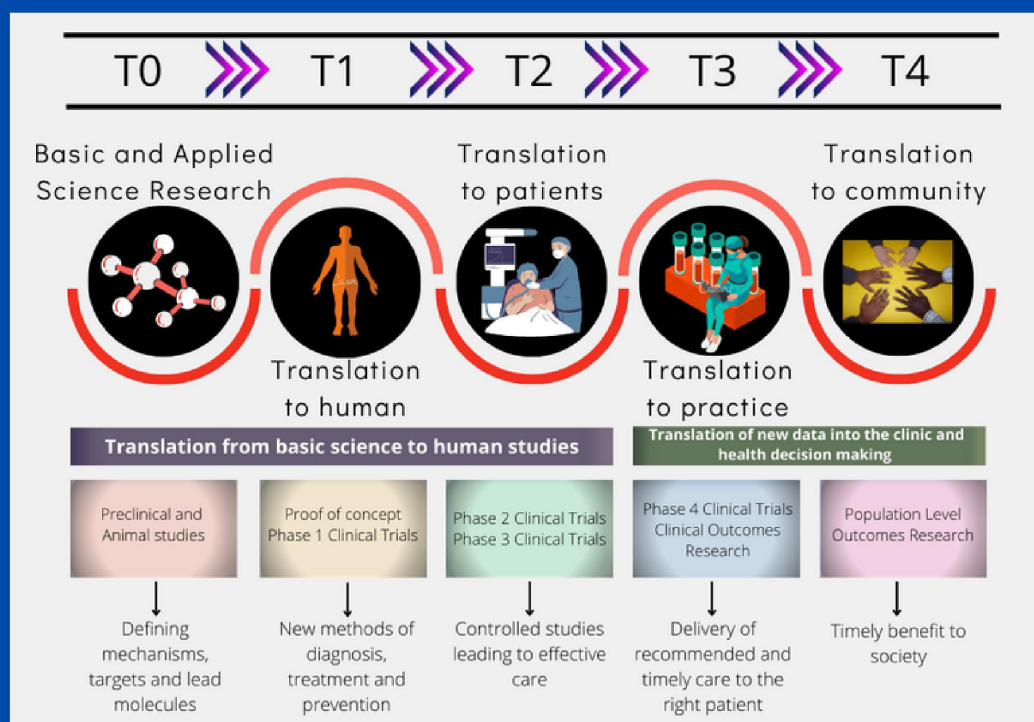 T0
T1
T2
T3
T4
Basic and Applied
Science Research
Translation
to patients
Translation
to community
Translation
to human
Translation
to practice
Translation from basic science to human studies
Translation of new data into the clinic and
health decision making
Preclinical and
Animal studies
Proof of concept
Phase 1 Clinical Trials
Phase 2 Clinical Trials
Phase 3 Clinical Trials
Phase 4 Clinical Trials
Clinical Outcomes
Research
Population Level
Outcomes Research
Defining
mechanisms,
targets and lead
molecules
New methods of
diagnosis,
treatment and
prevention
Controlled studies
leading to effective
care
Delivery of
recommended and
timely care to the
right patient
Timely benefit to
society